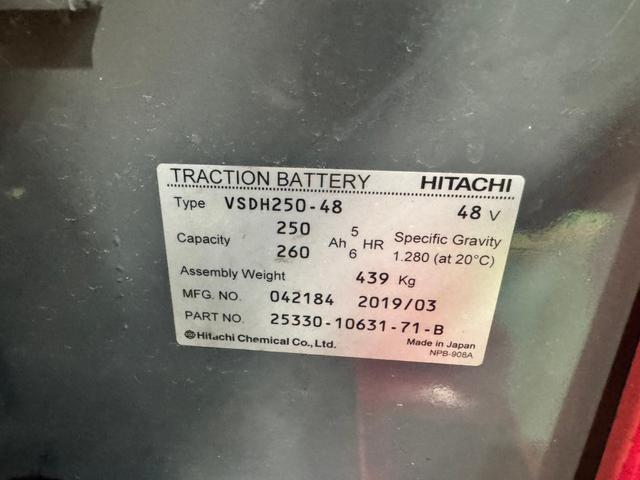 TRACTION BATTERY HITACHI
Type VSDH250-48 48 V
Capacity 250 Ah 5 HR Specific Gravity
260 6 1.280 (at 20°C)
Assembly Weight 439 Kg
MFG. NO. 042184 2019/03
PART NO. 25330-10631-71-B
Hitachi Chemical Co., Ltd. Made in Japan
NPB-908A